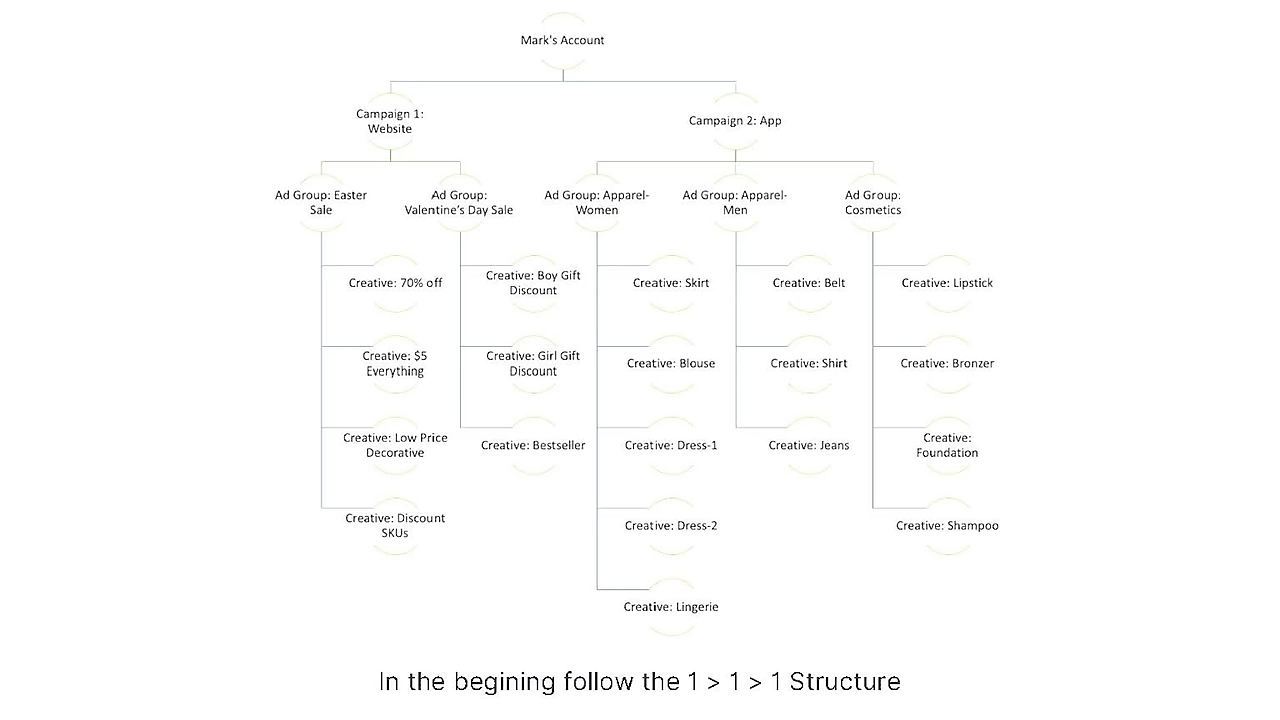 Mark's Account
Campaign 1:
Website
Campaign 2: App
Ad Group: Easter
Sale
Ad Group:
Valentine's Day Sale
Ad Group: Apparel-
Women
Ad Group: Apparel-
Men
Ad Group:
Cosmetics
Creative: 70% off
Creative: $5
Everything
Creative: Low Price
Decorative
Creative: Discount
SKUs
Creative: Boy Gift
Discount
Creative: Girl Gift
Discount
Creative: Bestseller
Creative: Skirt
Creative: Blouse
Creative: Dress-1
Creative: Dress-2
Creative: Lingerie
Creative: Belt
Creative: Shirt
Creative: Jeans
Creative: Lipstick
Creative: Bronzer
Creative:
Foundation
Creative: Shampoo
In the begining follow the 1 > 1 > 1 Structure